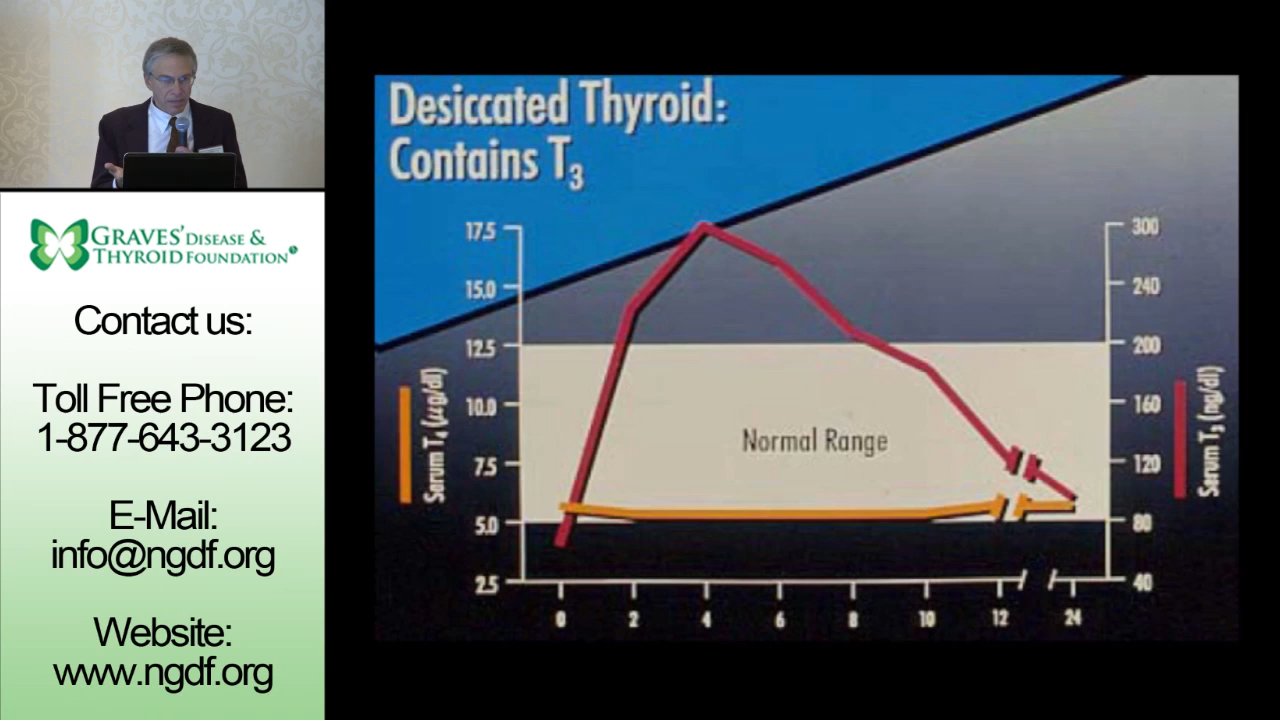 Desiccated Thyroid:
Contains T₃
GRAVES' DISEASE &
THYROID FOUNDATION
Contact us:
Toll Free Phone:
1-877-643-3123
E-Mail:
info@ngdf.org
Website:
www.ngdf.org
Serum T₄ (μg/dl)
17.5
15.0
12.5
10.0
7.5
5.0
2.5
Normal Range
300
240
200
160
120
80
40
Serum T₃ (ng/dl)
0 2 4 6 8 10 12 24